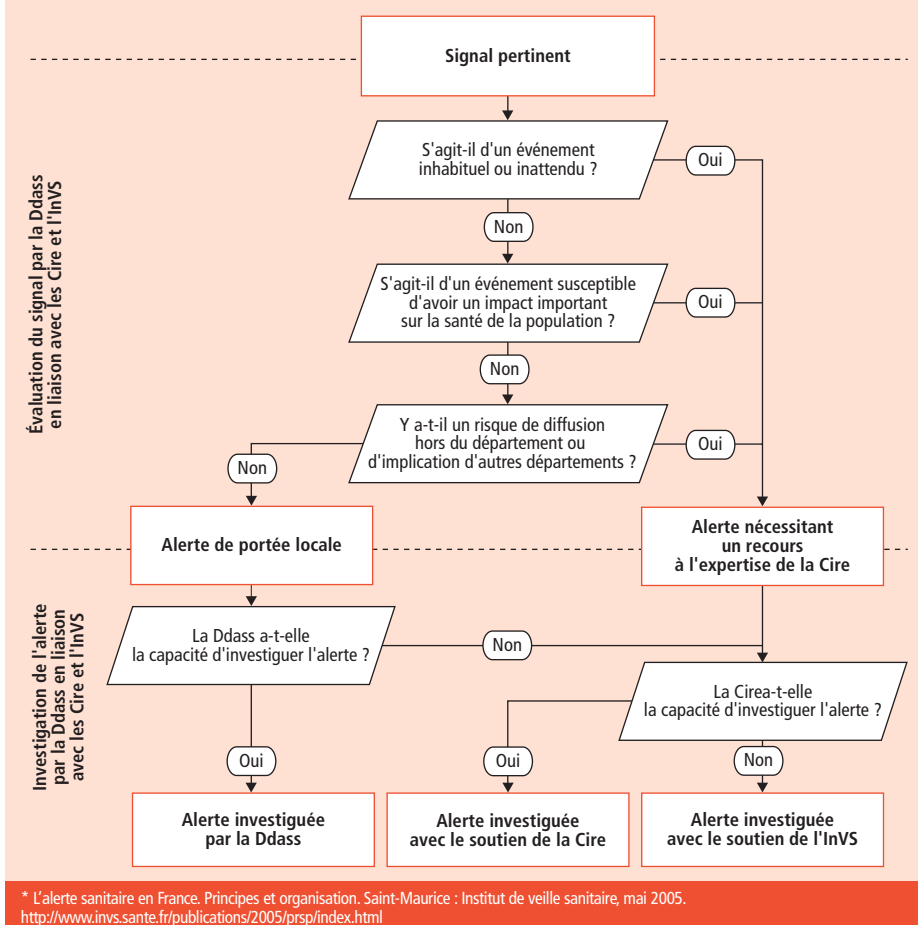 Signal pertinent
S'agit-il d'un événement
inhabituel ou inattendu ?
Oui
Non
S'agit-il d'un événement susceptible
d'avoir un impact important
sur la santé de la population ?
Oui
Non
Y a-t-il un risque de diffusion
hors du département ou
d'implication d'autres départements ?
Oui
Non
Évaluation du signal par la Ddass
en liaison avec les Cire et l'InVS
Alerte de portée locale
Alerte nécessitant
un recours
à l'expertise de la Cire
La Ddass a-t-elle
la capacité d'investiguer l'alerte ?
Non
La Cirea-t-elle
la capacité d'investiguer l'alerte ?
Investigation de l'alerte
par la Ddass en liaison
avec les Cire et l'InVS
Oui
Oui
Non
Alerte investiguée
par la Ddass
Alerte investiguée
avec le soutien de la Cire
Alerte investiguée
avec le soutien de l'InVS
* L'alerte sanitaire en France. Principes et organisation. Saint-Maurice : Institut de veille sanitaire, mai 2005.
http://www.invs.sante.fr/publications/2005/prsp/index.html